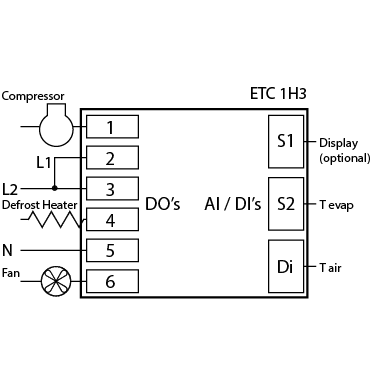 ETC 1H3
Compressor
1
L1
2
L2
3
Defrost Heater
4
N
5
Fan
6
DO's
AI / DI's
S1
Display
(optional)
S2
T evap
Di
T air